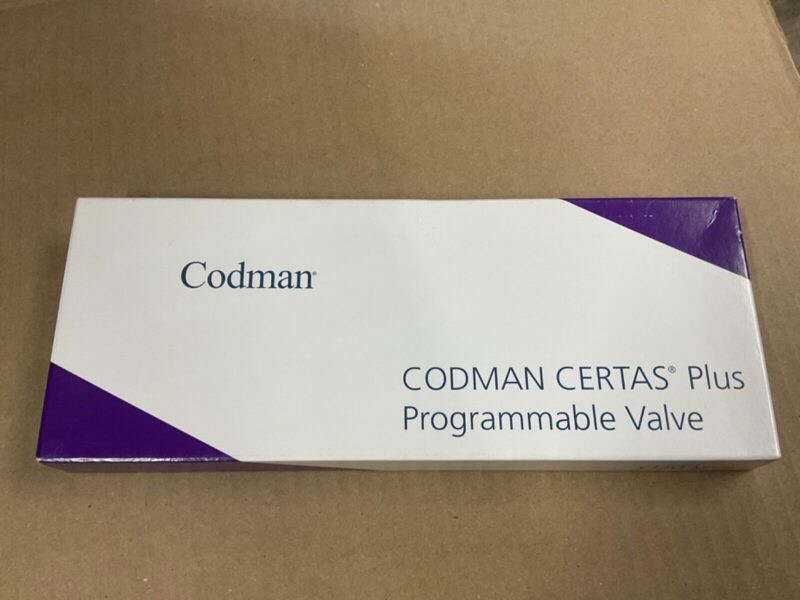 Codman®
CODMAN CERTAS® Plus
Programmable Valve